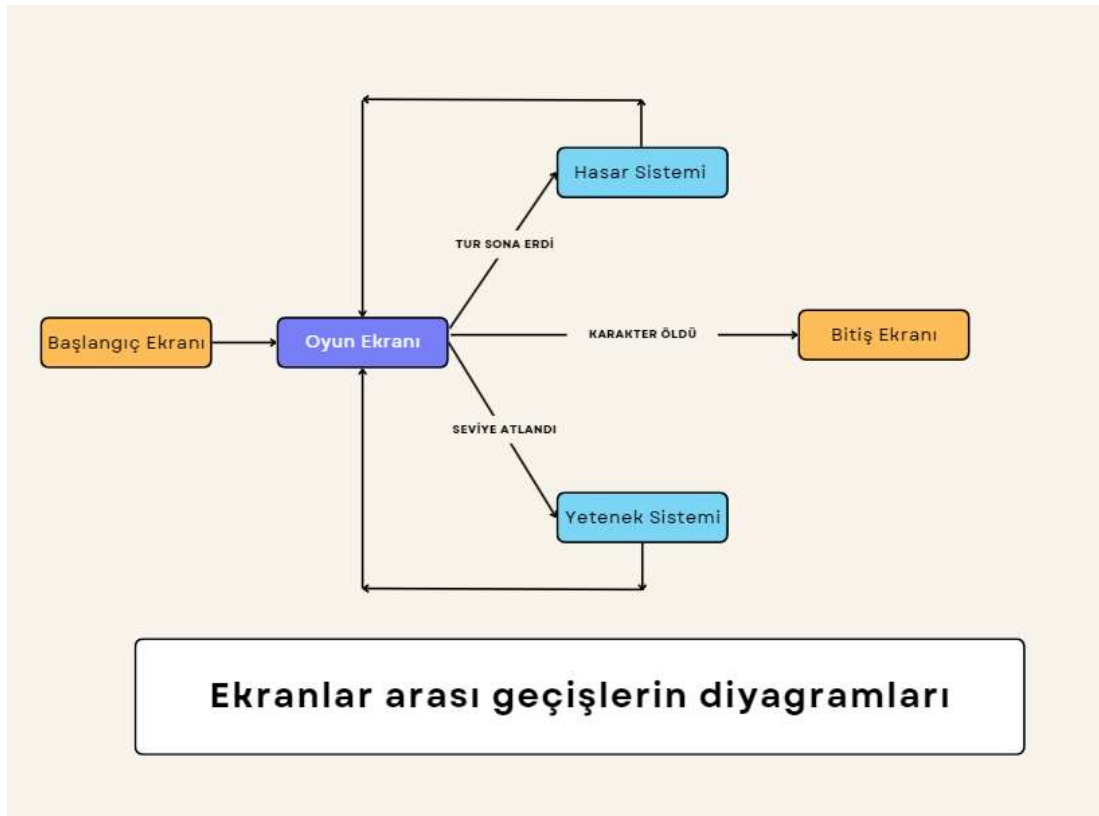 Hasar Sistemi
TUR SONA ERDİ
Başlangıç Ekranı
Oyun Ekranı
KARAKTER ÖLDÜ
Bitiş Ekranı
SEVİYE ATLANDI
Yetenek Sistemi
Ekranlar arası geçişlerin diyagramları